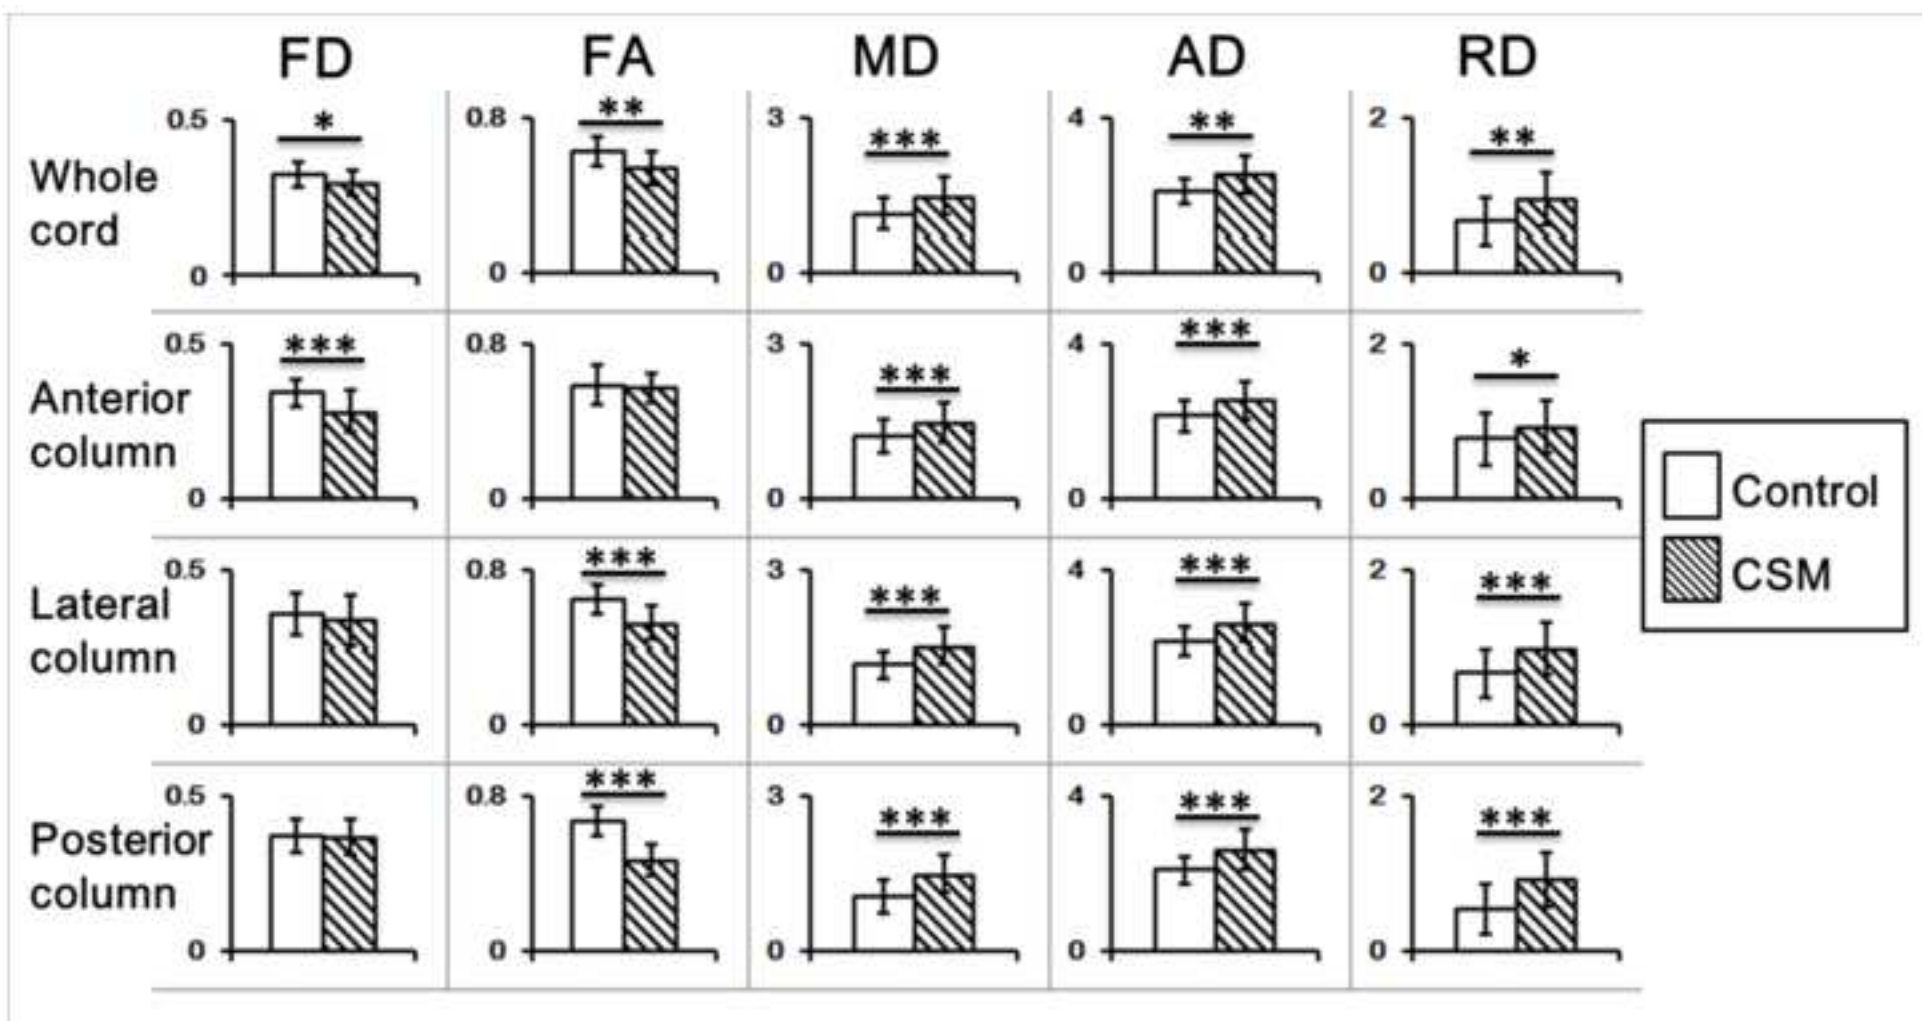 FD FA MD AD RD
* ** *** ** **
0.5 0.8 3 4 2
Whole
cord
0 0 0 0 0
*** *** *** *
0.5 0.8 3 4 2
Anterior
column
0 0 0 0 0
*** *** *** ***
0.5 0.8 3 4 2
Lateral
column
0 0 0 0 0
*** *** *** ***
0.5 0.8 3 4 2
Posterior
column
0 0 0 0 0
Control
CSM